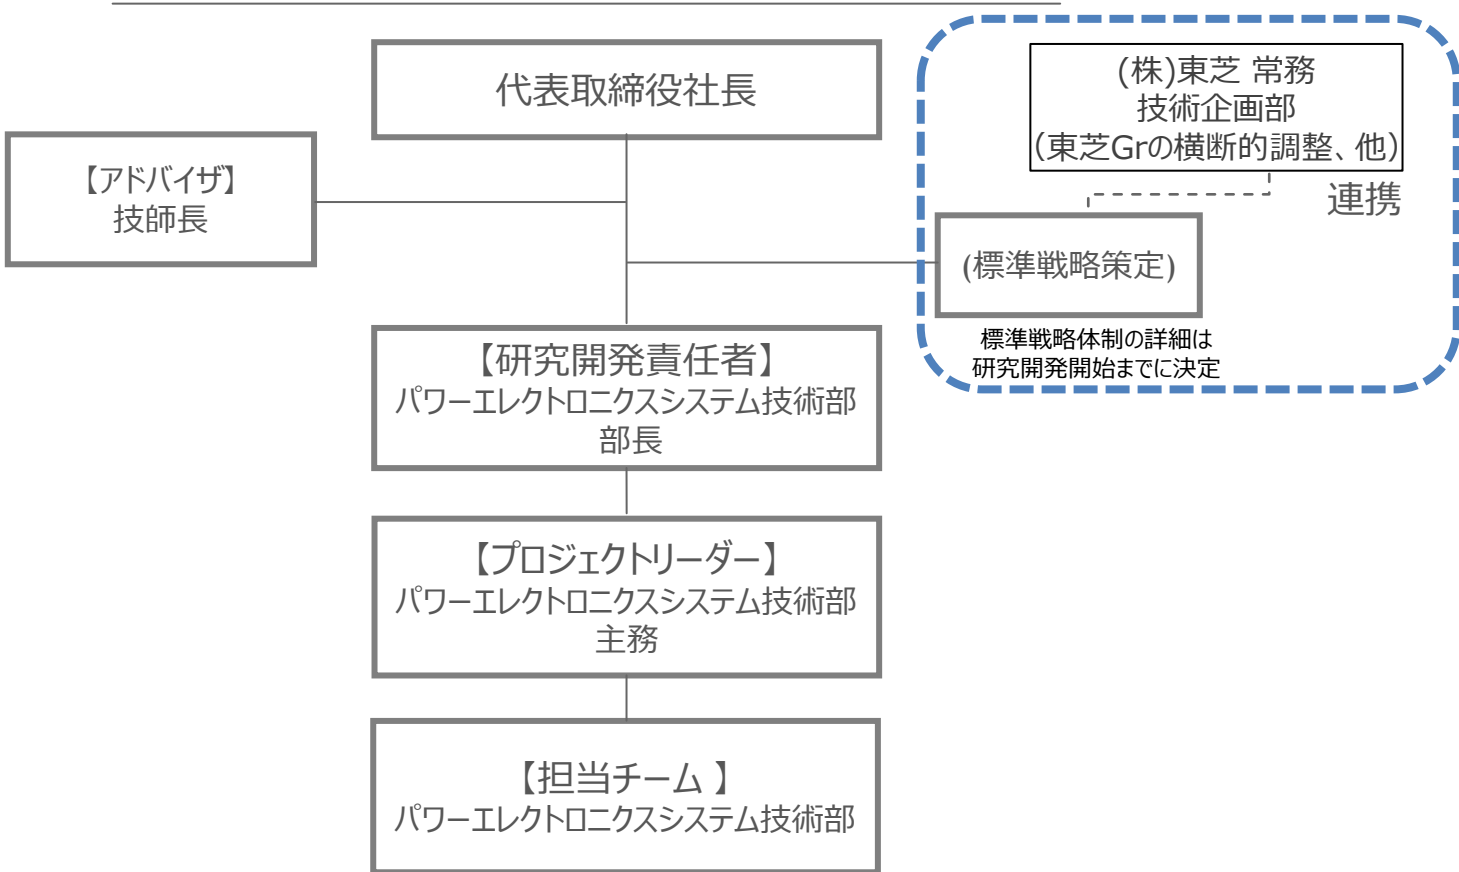 代表取締役社長
(株)東芝 常務
技術企画部
(東芝Grの横断的調整、他)
連携
【アドバイザ】
技師長
(標準戦略策定)
標準戦略体制の詳細は
研究開発開始までに決定
【研究開発責任者】
パワーエレクトロニクスシステム技術部
部長
【プロジェクトリーダー】
パワーエレクトロニクスシステム技術部
主務
【担当チーム 】
パワーエレクトロニクスシステム技術部